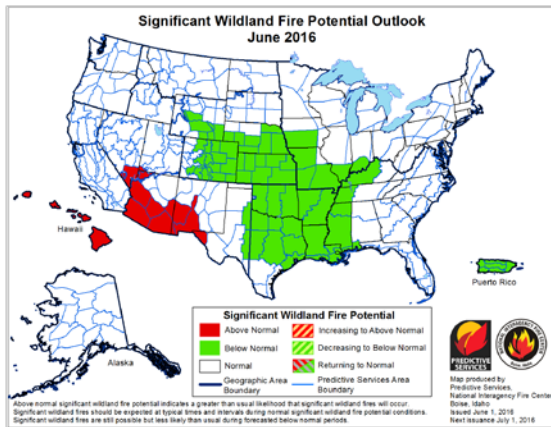 Significant Wildland Fire Potential Outlook
June 2016
Hawaii
Puerto Rico
Alaska
Significant Wildland Fire Potential
Above Normal
Increasing to Above Normal
Below Normal
Decreasing to Below Normal
Normal
Returning to Normal
Geographic Area
Boundary
Predictive Services Area
Boundary
PREDICTIVE
SERVICES
NATIONAL INTERAGENCY FIRE CENTER
Map produced by
Predictive Services,
National Interagency Fire Center
Boise, Idaho
Issued June 1, 2016
Next issuance July 1, 2016
Above normal significant wildland fire potential indicates a greater than usual likelihood that significant wildland fires will occur.
Significant wildland fires should be expected at typical times and intervals during normal significant wildland fire potential conditions.
Significant wildland fires are still possible but less likely than usual during forecasted below normal periods.